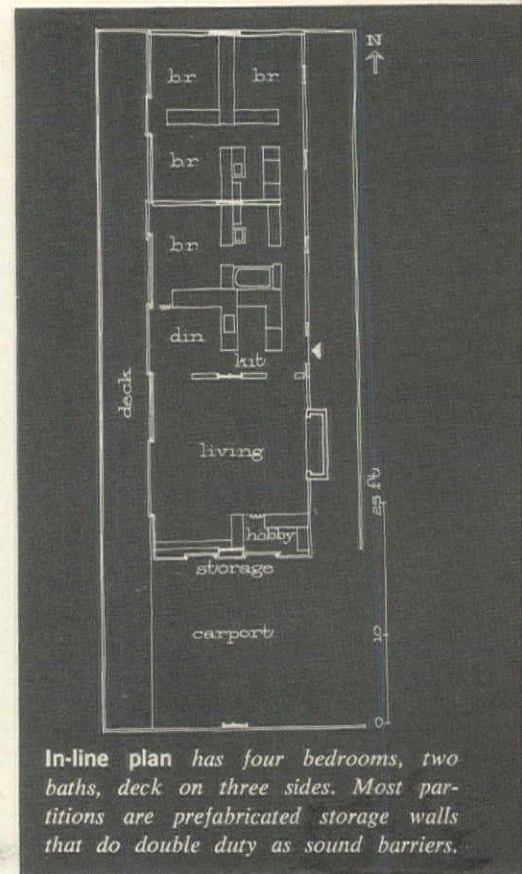 N
br br
br
br
din
kit
deck
living
25 ft
hobby
storage
carport
10
0
In-line plan has four bedrooms, two
baths, deck on three sides. Most par-
titions are prefabricated storage walls
that do double duty as sound barriers.